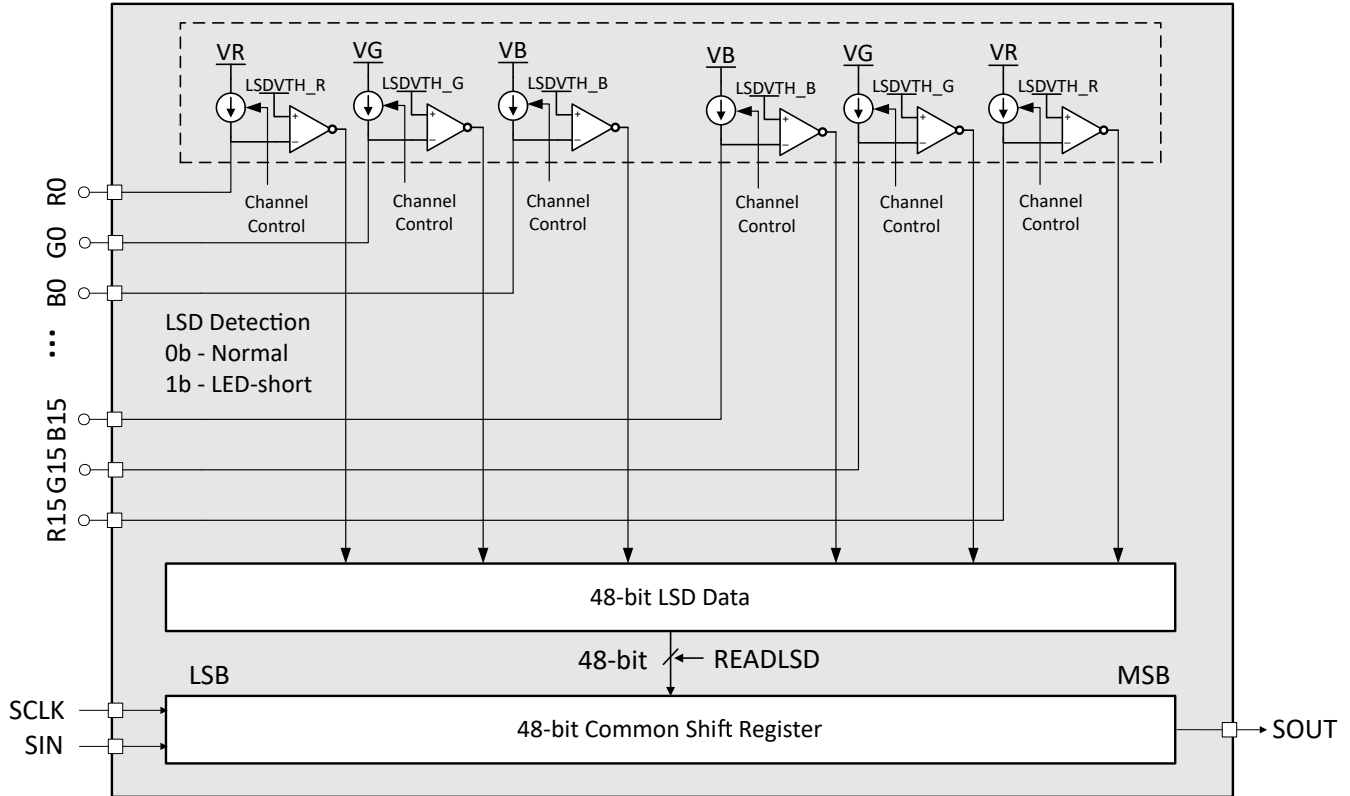 VR
VG
VB
VB
VG
VR
LSDVTH_R
LSDVTH_G
LSDVTH_B
LSDVTH_B
LSDVTH_G
LSDVTH_R
+
+
+
+
+
+
−
−
−
−
−
−
Channel
Control
Channel
Control
Channel
Control
Channel
Control
Channel
Control
Channel
Control
R0
G0
B0
...
B15
G15
R15
LSD Detection
0b - Normal
1b - LED-short
48-bit LSD Data
48-bit
READLSD
LSB
MSB
SCLK
SIN
48-bit Common Shift Register
SOUT